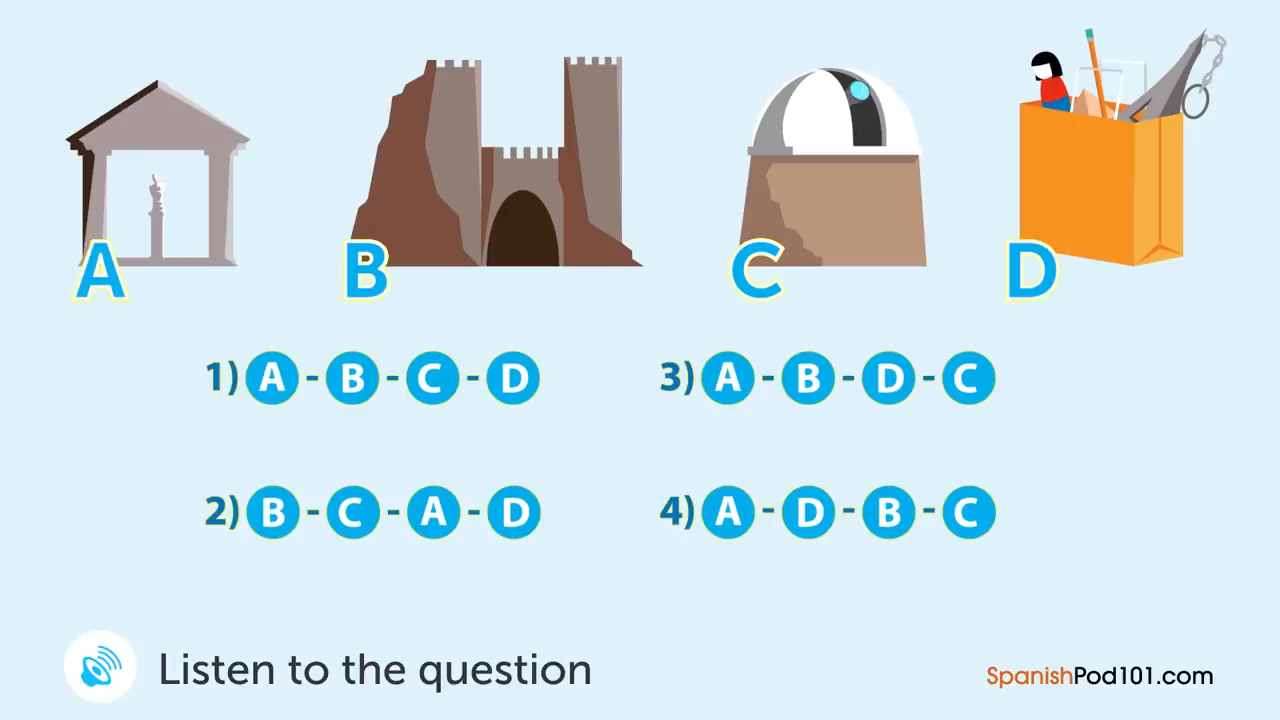 A B C D
1) A - B - C - D
3) A - B - D - C
2) B - C - A - D
4) A - D - B - C
Listen to the question
SpanishPod101.com